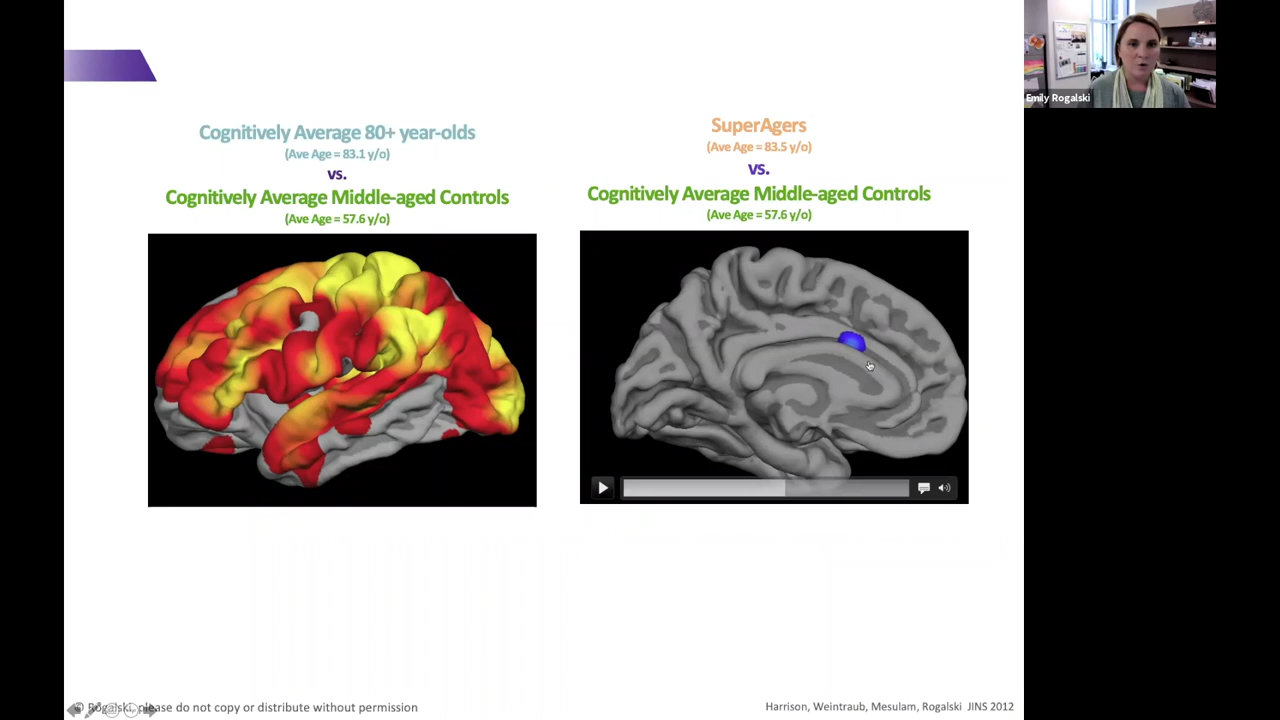 Cognitively Average 80+ year-olds
(Ave Age = 83.1 y/o)
vs.
Cognitively Average Middle-aged Controls
(Ave Age = 57.6 y/o)
SuperAgers
(Ave Age = 83.5 y/o)
vs.
Cognitively Average Middle-aged Controls
(Ave Age = 57.6 y/o)
Emily Rogalski
© Rogalski, please do not copy or distribute without permission
Harrison, Weintraub, Mesulam, Rogalski JINS 2012